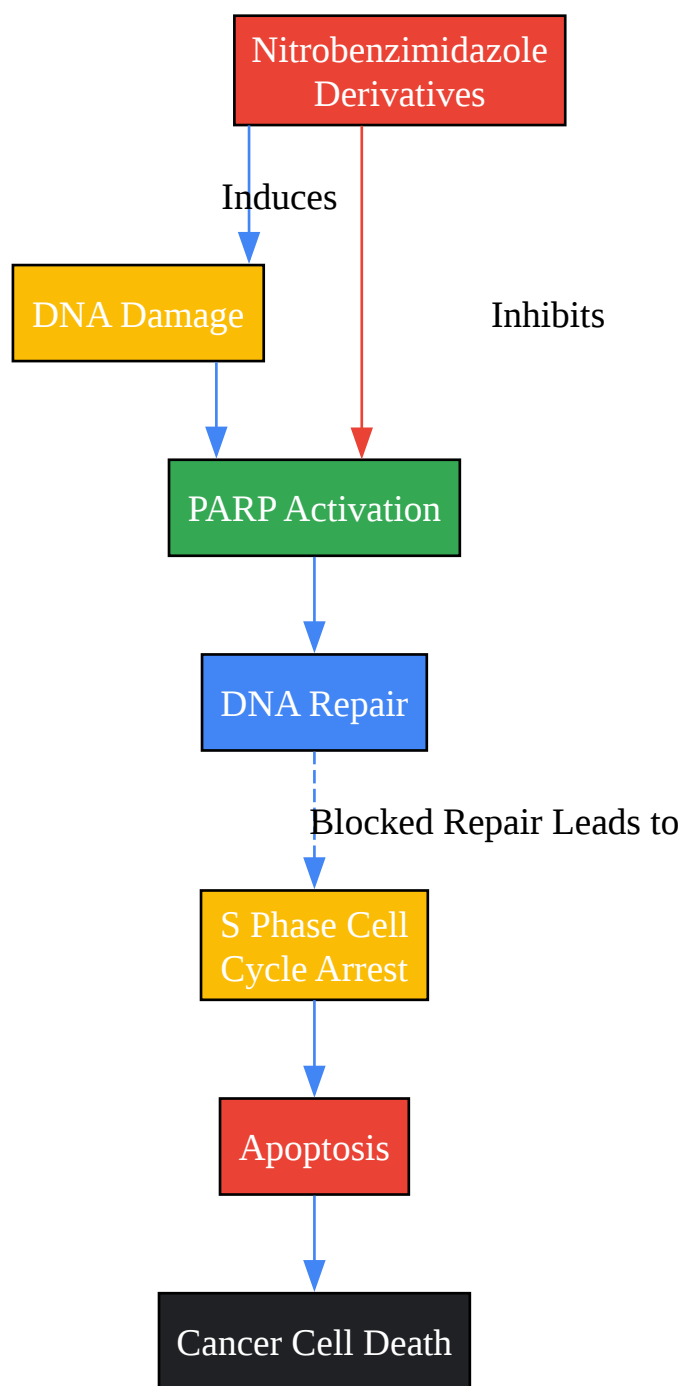 Nitrobenzimidazole
Derivatives
Induces
DNA Damage
Inhibits
PARP Activation
DNA Repair
Blocked Repair Leads to
S Phase Cell
Cycle Arrest
Apoptosis
Cancer Cell Death